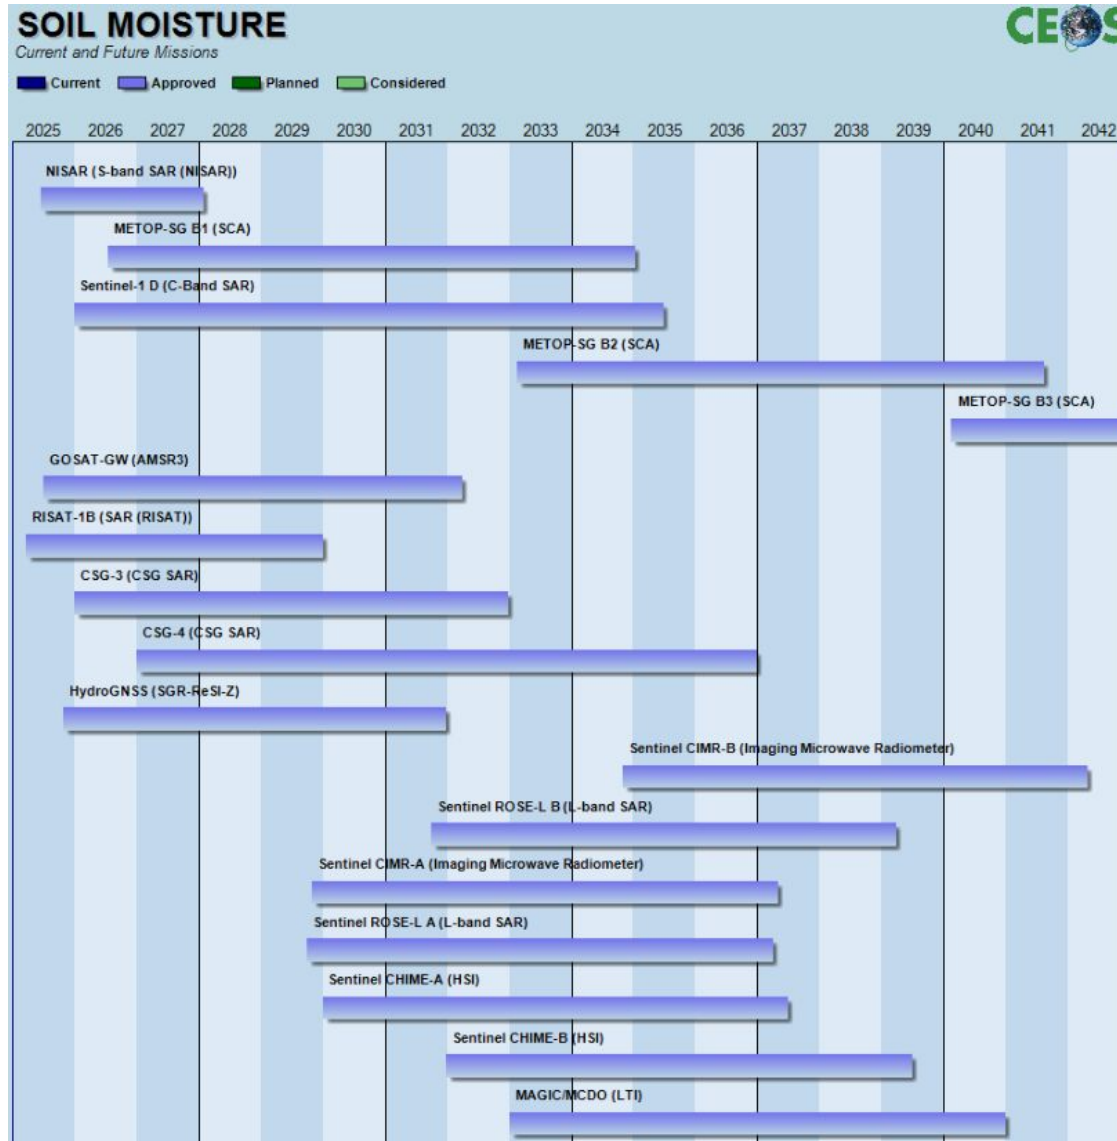 SOIL MOISTURE
CEOS
Current and Future Missions
Current Approved Planned Considered
2025 2026 2027 2028 2029 2030 2031 2032 2033 2034 2035 2036 2037 2038 2039 2040 2041 2042
NISAR (S-band SAR (NISAR))
METOP-SG B1 (SCA)
Sentinel-1 D (C-Band SAR)
METOP-SG B2 (SCA)
METOP-SG B3 (SCA)
GOSAT-GW (AMSR3)
RISAT-1B (SAR (RISAT))
CSG-3 (CSG SAR)
CSG-4 (CSG SAR)
HydroGNSS (SGR-ReSI-Z)
Sentinel CIMR-B (Imaging Microwave Radiometer)
Sentinel ROSE-L B (L-band SAR)
Sentinel CIMR-A (Imaging Microwave Radiometer)
Sentinel ROSE-L A (L-band SAR)
Sentinel CHIME-A (HSI)
Sentinel CHIME-B (HSI)
MAGIC/MCDO (LTI)